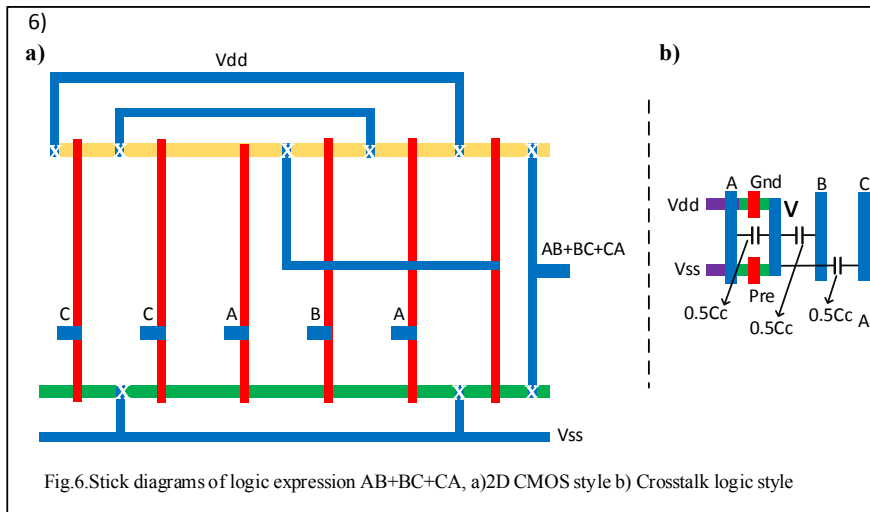 6)
a)
Vdd
C
C
A
B
A
AB+BC+CA
Vss
b)
A
Gnd
B
C
Vdd
V
Vss
Pre
0.5Cc
0.5Cc
0.5Cc
A
Fig.6.Stick diagrams of logic expression AB+BC+CA, a)2D CMOS style b) Crosstalk logic style